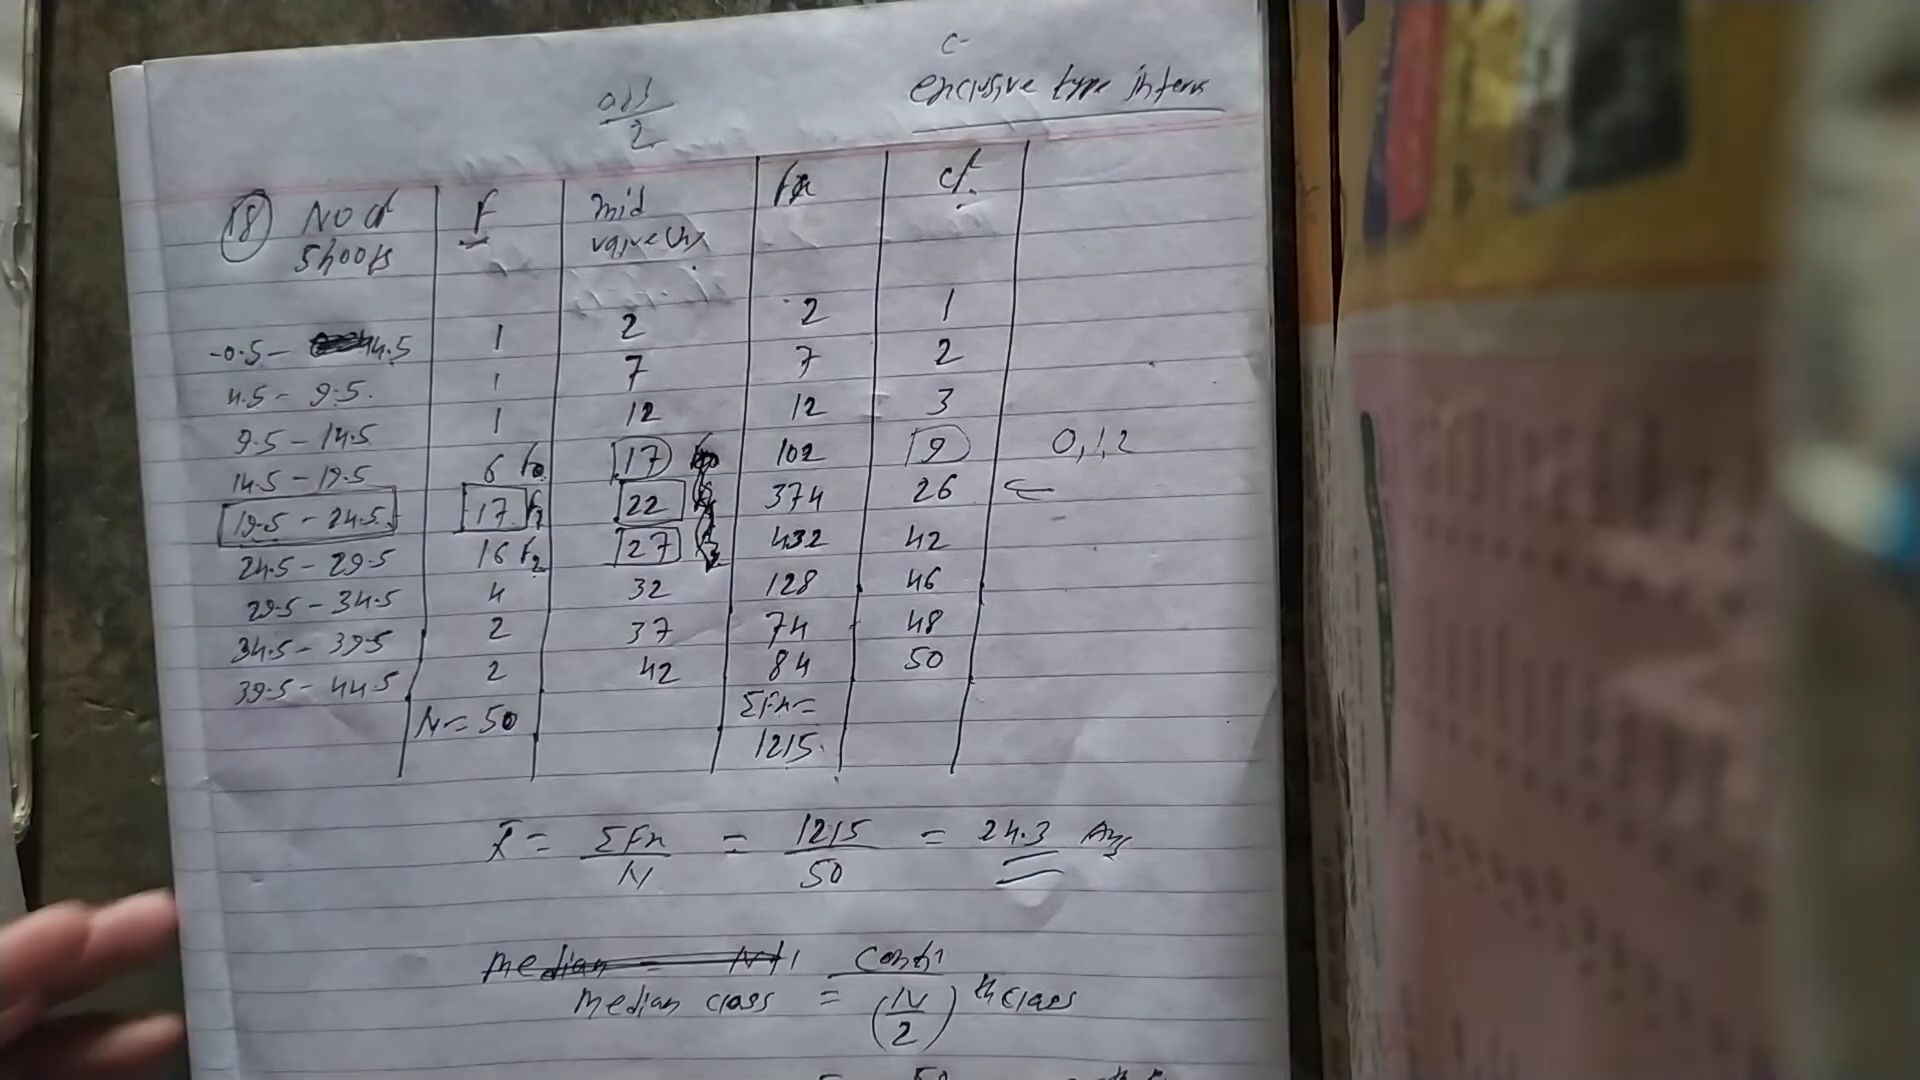 c-
exclusive type
2
(18) No of shoots | F | mid value | fx | cf.
-0.5 - 4.5 | 1 | 2 | 2 | 1
4.5 - 9.5. | 1 | 7 | 7 | 2
9.5 - 14.5 | 1 | 12 | 12 | 3
14.5 - 19.5 | 6 f0 | 17 | 102 | 9 0,1,2
19.5 - 24.5. | 17 f1 | 22 | 374 | 26 ←
24.5 - 29.5 | 16 f2 | 27 | 432 | 42
29.5 - 34.5 | 4 | 32 | 128 | 46
34.5 - 39.5 | 2 | 37 | 74 | 48
39.5 - 44.5 | 2 | 42 | 84 | 50
N = 50 | Σfx =
1215.
x̄ = Σfx / N = 1215 / 50 = 24.3 Ans
median = N+1
median class = (N/2)th class
50